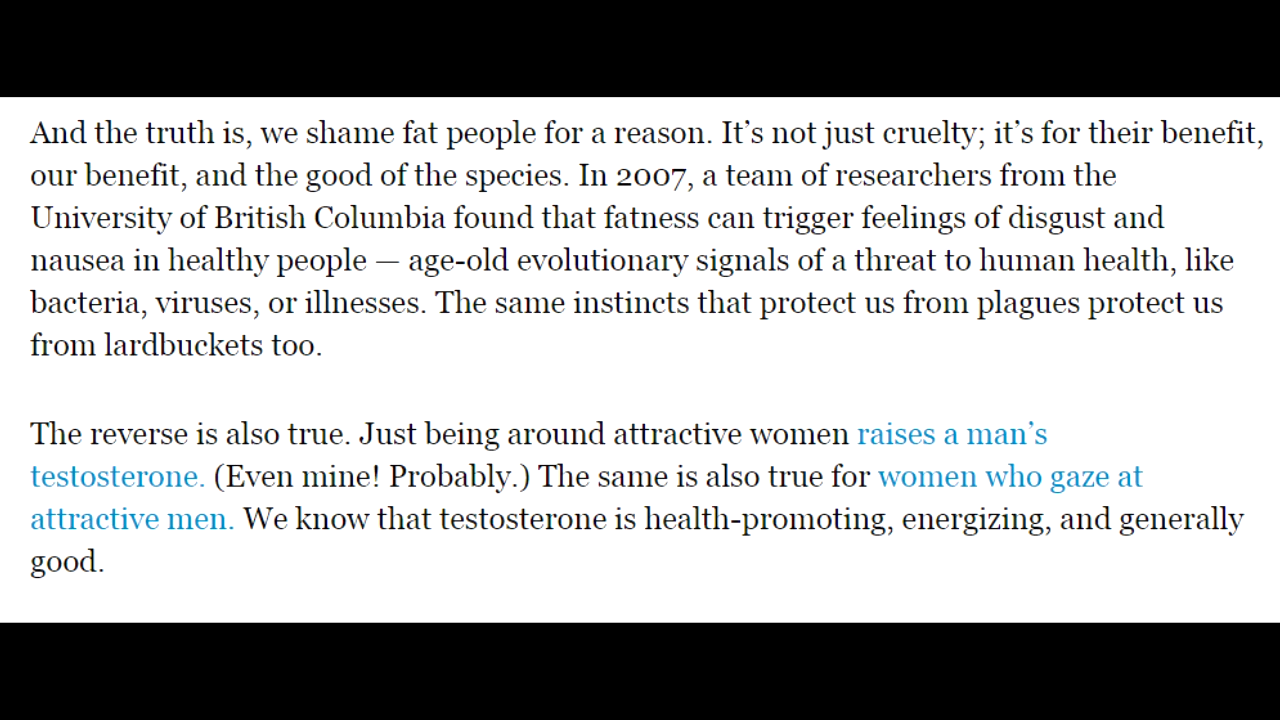 And the truth is, we shame fat people for a reason. It’s not just cruelty; it’s for their benefit,
our benefit, and the good of the species. In 2007, a team of researchers from the
University of British Columbia found that fatness can trigger feelings of disgust and
nausea in healthy people — age-old evolutionary signals of a threat to human health, like
bacteria, viruses, or illnesses. The same instincts that protect us from plagues protect us
from lardbuckets too.
The reverse is also true. Just being around attractive women raises a man’s
testosterone. (Even mine! Probably.) The same is also true for women who gaze at
attractive men. We know that testosterone is health-promoting, energizing, and generally
good.